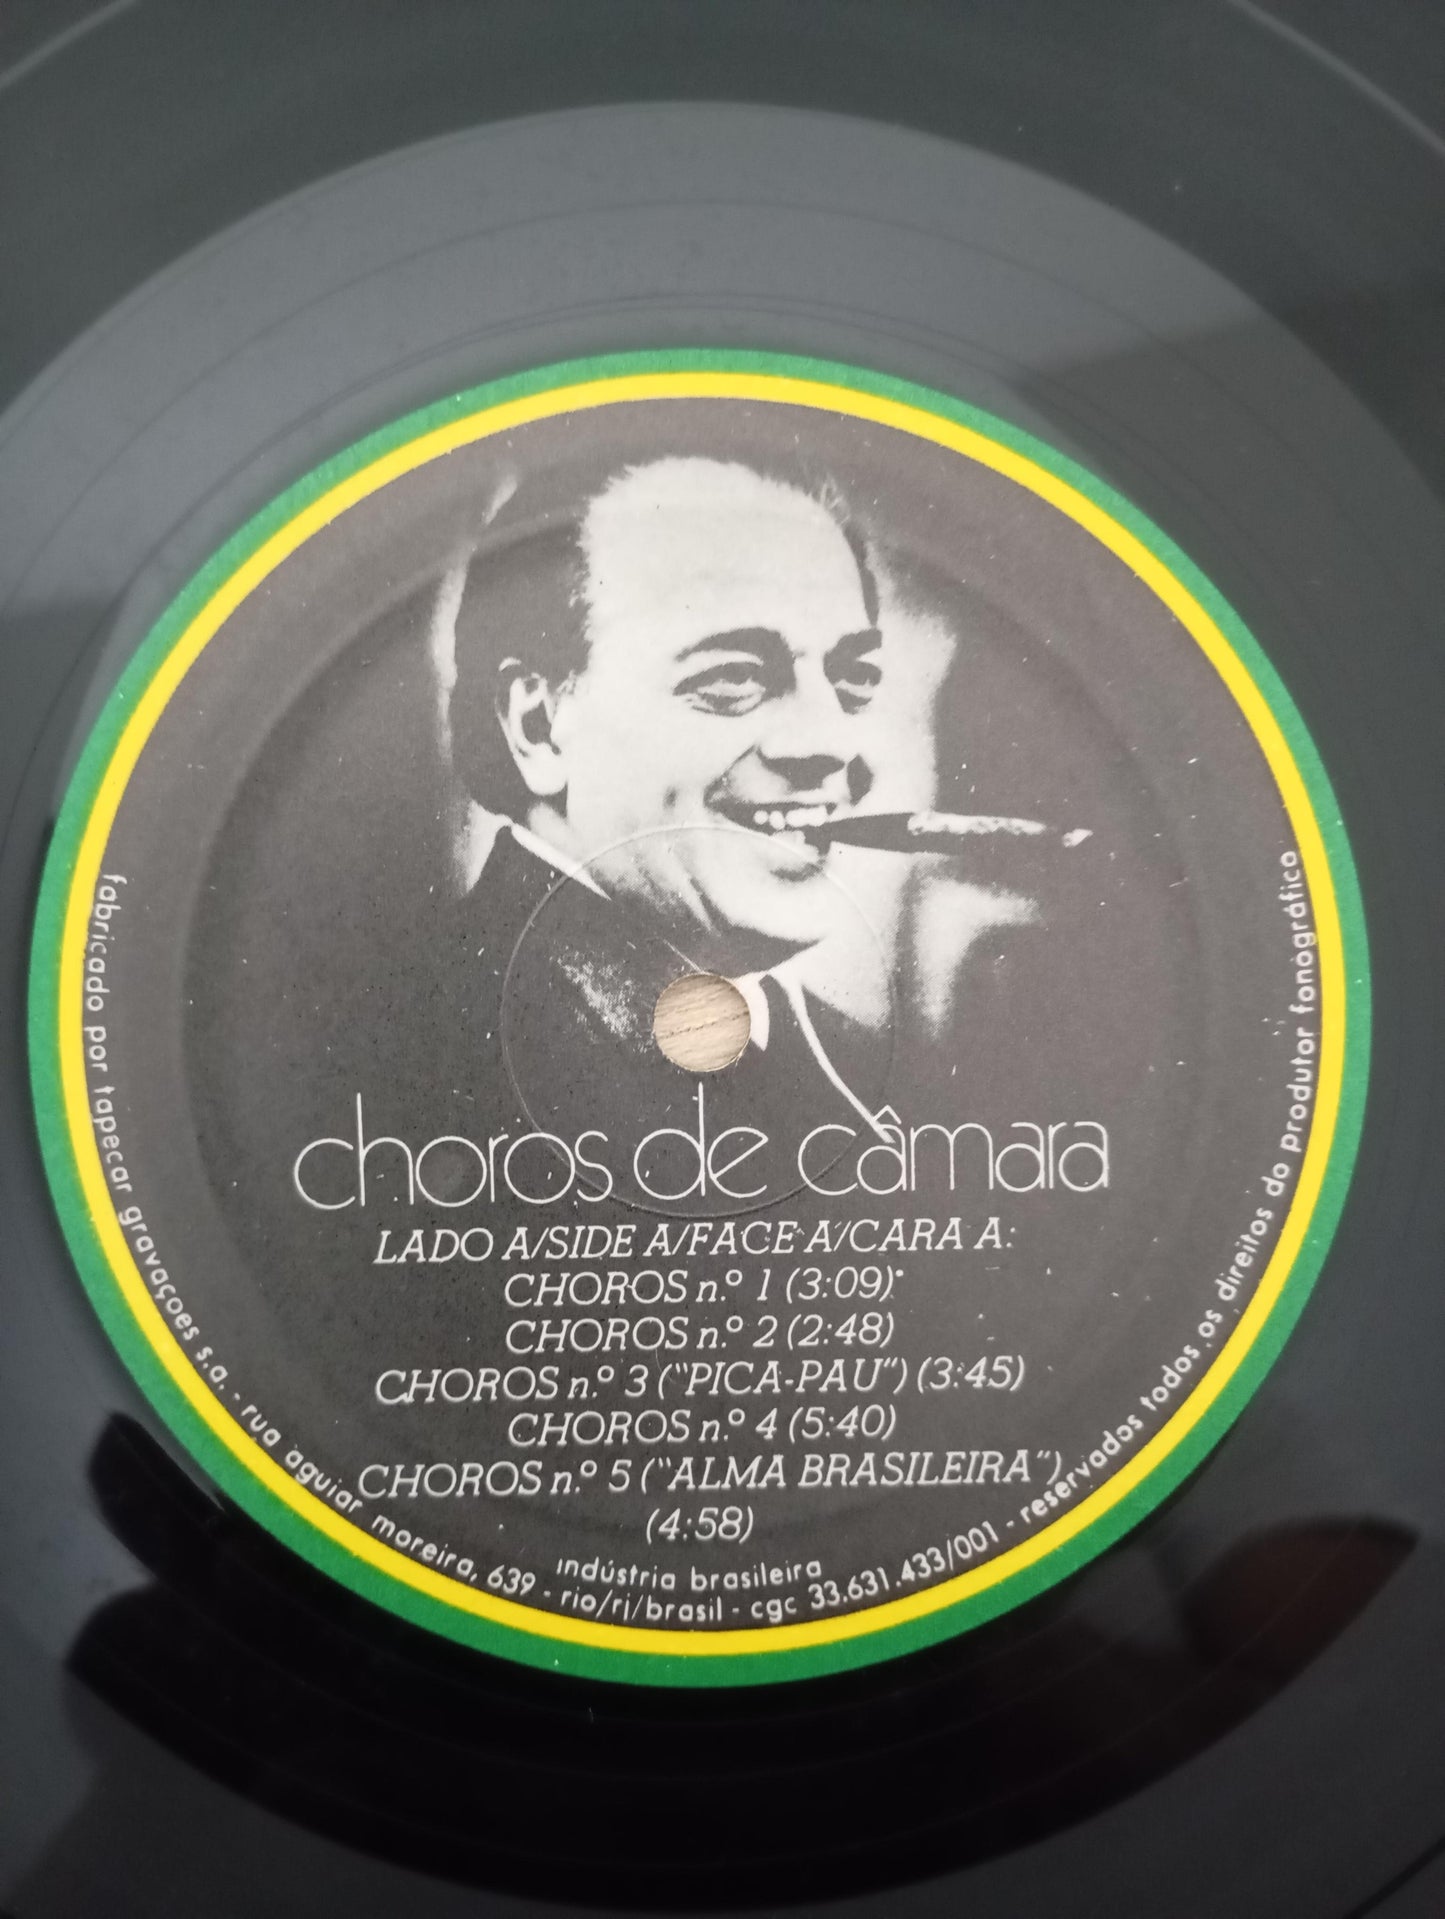 choros de câmara
LADO A/SIDE A/FACE A/CARA A:
CHOROS n.º 1 (3:09)
CHOROS n.º 2 (2:48)
CHOROS n.º 3 ("PICA-PAU") (3:45)
CHOROS n.º 4 (5:40)
CHOROS n.º 5 ("ALMA BRASILEIRA")
(4:58)
indústria brasileira
fabricado por tapecar gravações s.a. - rua aguiar moreira, 639 - rio/rj/brasil - cgc 33.631.433/001 - reservados todos os direitos do produtor fonográfico